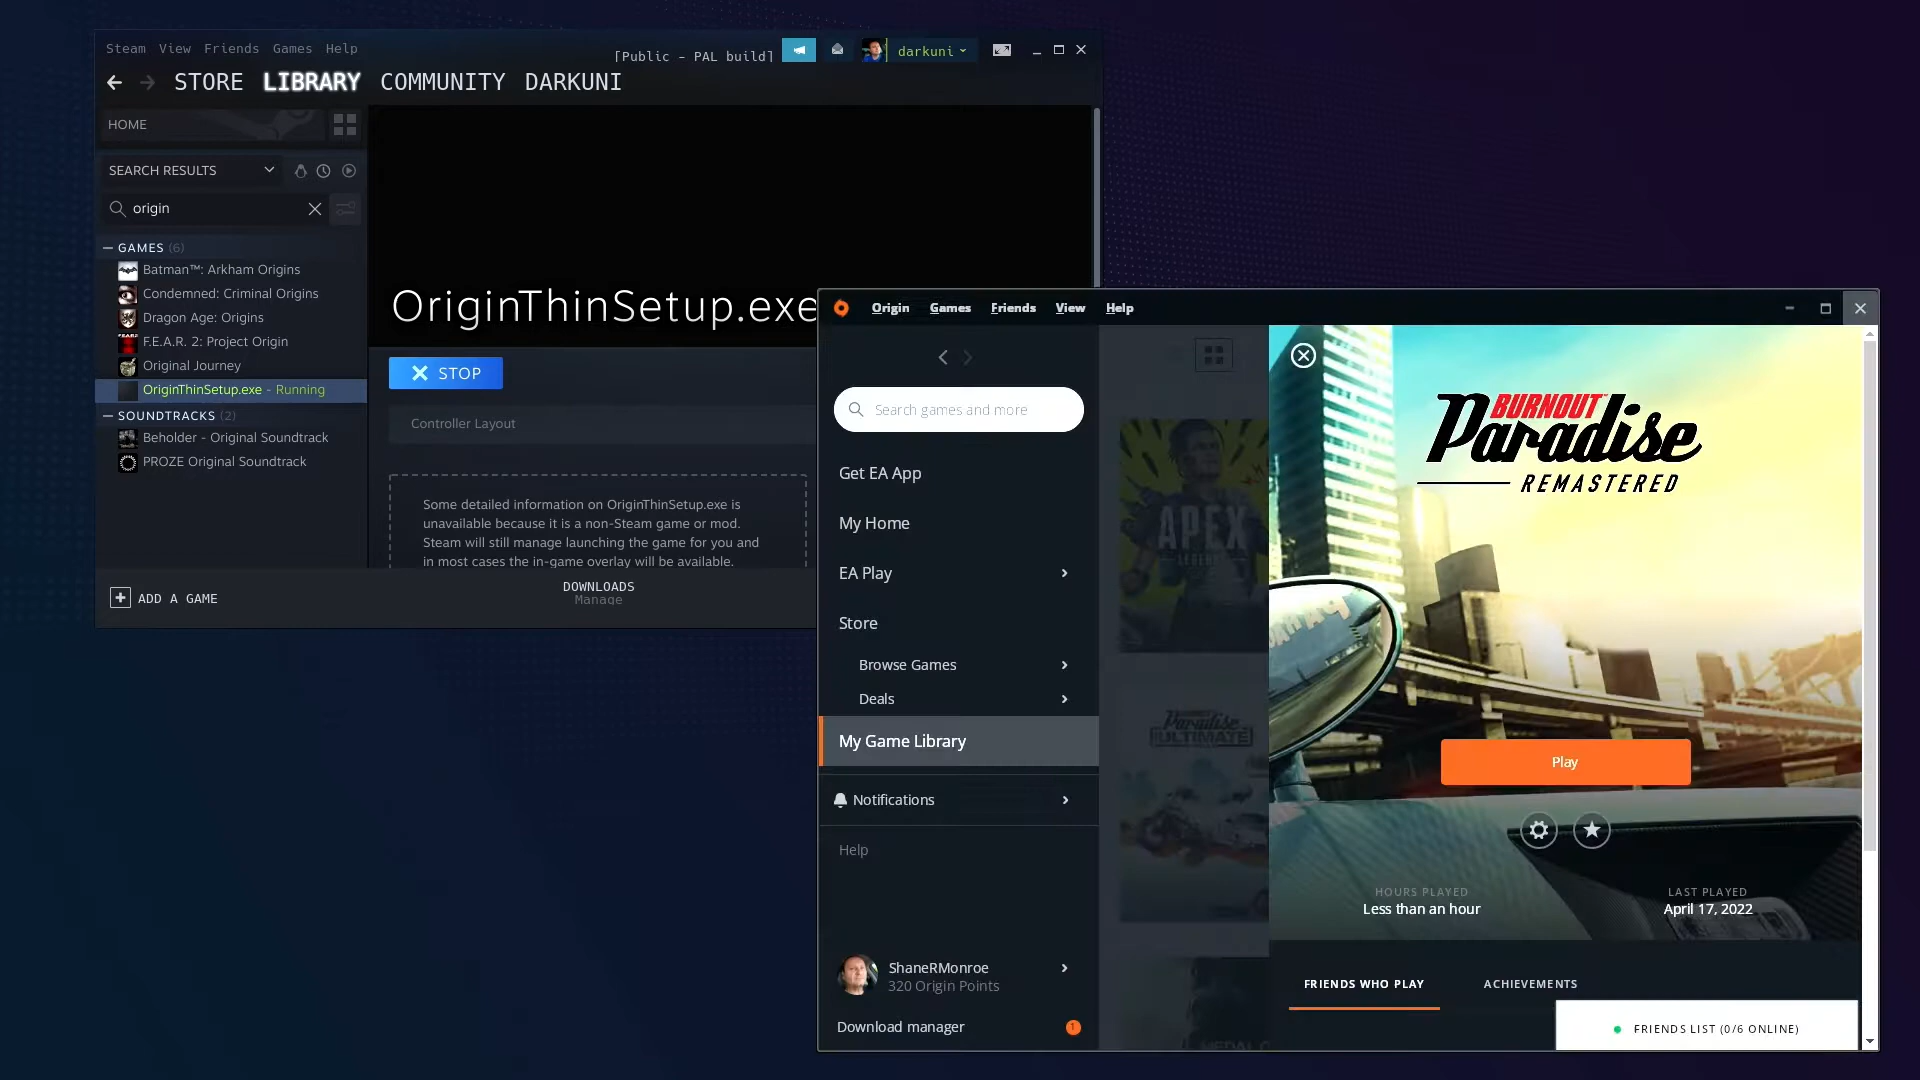 Steam View Friends Games Help
[Public - PAL build]
darkuni
STORE LIBRARY COMMUNITY DARKUNI
HOME
SEARCH RESULTS
origin
GAMES (6)
Batman™: Arkham Origins
Condemned: Criminal Origins
Dragon Age: Origins
F.E.A.R. 2: Project Origin
Original Journey
OriginThinSetup.exe - Running
SOUNDTRACKS (2)
Beholder - Original Soundtrack
PROZE Original Soundtrack
ADD A GAME
OriginThinSetup.exe
STOP
Controller Layout
Some detailed information on OriginThinSetup.exe is
unavailable because it is a non-Steam game or mod.
Steam will still manage launching the game for you and
in most cases the in-game overlay will be available.
DOWNLOADS
Manage
Origin Games Friends View Help
Search games and more
Get EA App
My Home
EA Play
Store
Browse Games
Deals
My Game Library
Notifications
Help
ShaneRMonroe
320 Origin Points
Download manager
1
APEX
LEGENDS
Paradise
ULTIMATE
MEDAL
BURNOUT™
Paradise
REMASTERED
Play
HOURS PLAYED
Less than an hour
LAST PLAYED
April 17, 2022
FRIENDS WHO PLAY
ACHIEVEMENTS
FRIENDS LIST (0/6 ONLINE)